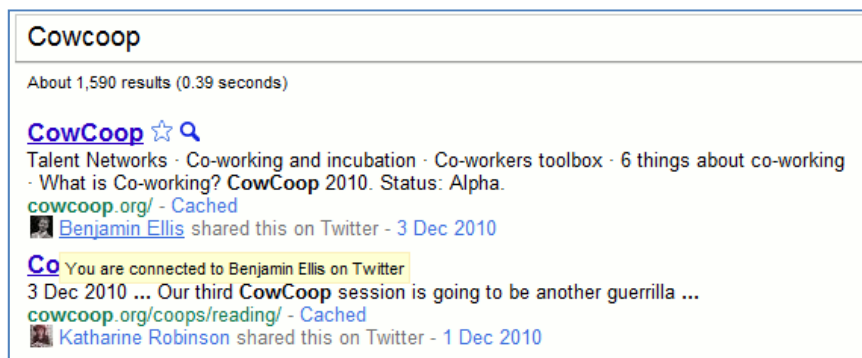 Cowcoop
About 1,590 results (0.39 seconds)
CowCoop
Talent Networks · Co-working and incubation · Co-workers toolbox · 6 things about co-working
· What is Co-working? CowCoop 2010. Status: Alpha.
cowcoop.org/ - Cached
Benjamin Ellis shared this on Twitter - 3 Dec 2010
Co You are connected to Benjamin Ellis on Twitter
3 Dec 2010 ... Our third CowCoop session is going to be another guerrilla ...
cowcoop.org/coops/reading/ - Cached
Katharine Robinson shared this on Twitter - 1 Dec 2010